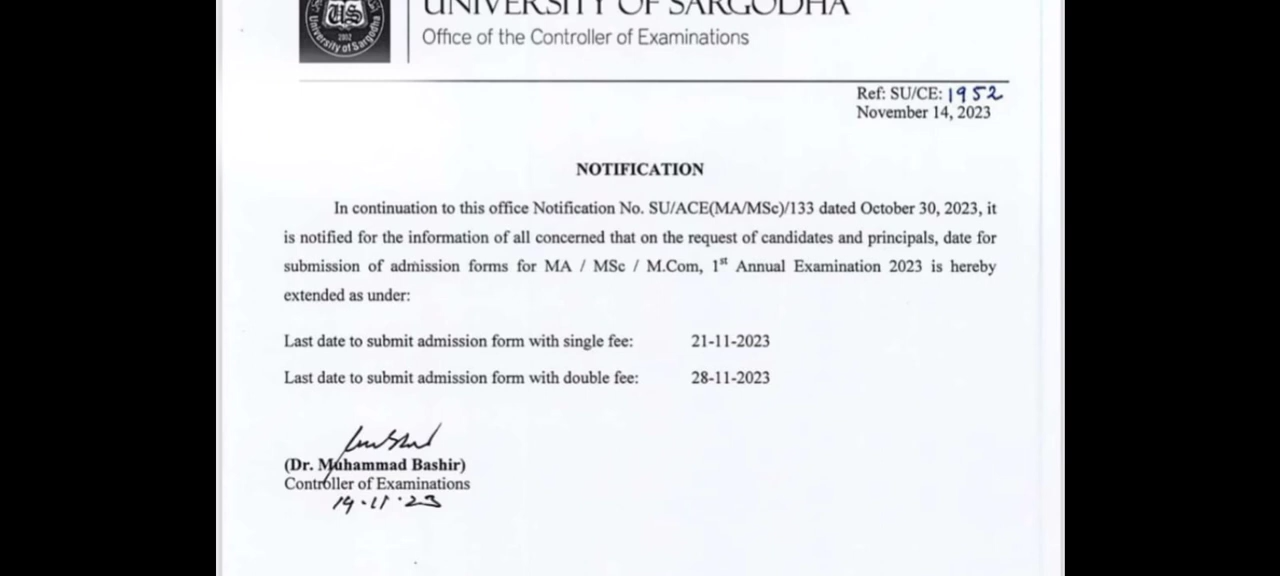 US
2002
University of Sargodha
UNIVERSITY OF SARGODHA
Office of the Controller of Examinations
Ref: SU/CE: 1952
November 14, 2023
NOTIFICATION
In continuation to this office Notification No. SU/ACE(MA/MSc)/133 dated October 30, 2023, it
is notified for the information of all concerned that on the request of candidates and principals, date for
submission of admission forms for MA / MSc / M.Com, 1st Annual Examination 2023 is hereby
extended as under:
Last date to submit admission form with single fee: 21-11-2023
Last date to submit admission form with double fee: 28-11-2023
(Dr. Muhammad Bashir)
Controller of Examinations
14-11-23